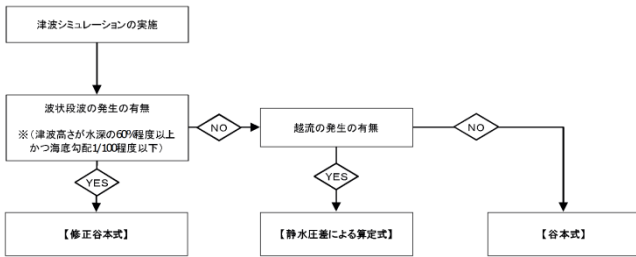 津波シミュレーションの実施
波状段波の発生の有無
※（津波高さが水深の60%程度以上
かつ海底勾配1/100程度以下）
NO
越流の発生の有無
NO
YES
YES
【修正谷本式】
【静水圧差による算定式】
【谷本式】